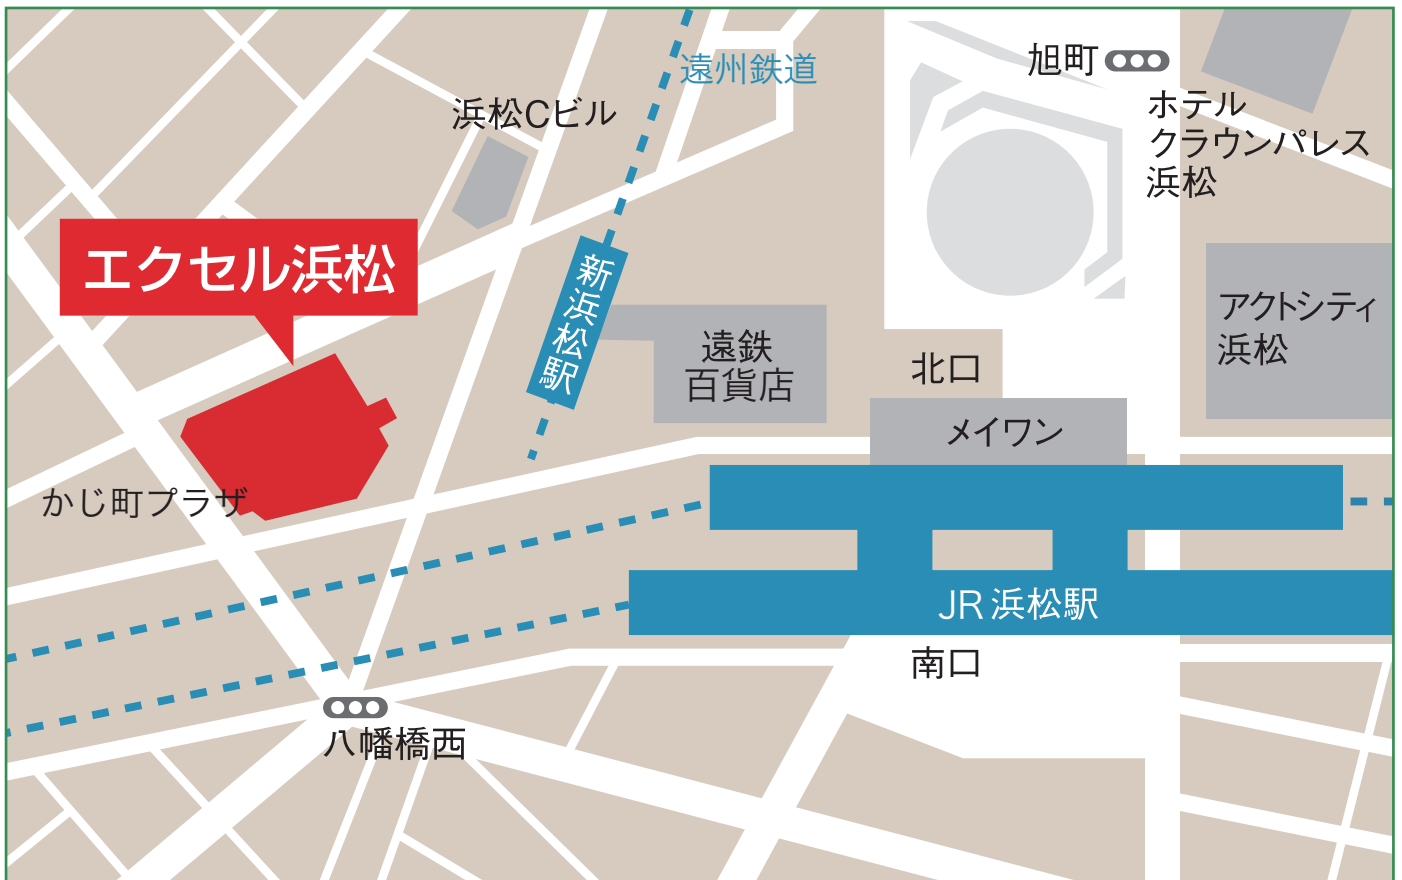 遠州鉄道
旭町
浜松Cビル
ホテル
クラウンパレス
浜松
エクセル浜松
新浜松駅
アクトシティ
浜松
遠鉄
百貨店
北口
メイワン
かじ町プラザ
JR 浜松駅
南口
八幡橋西